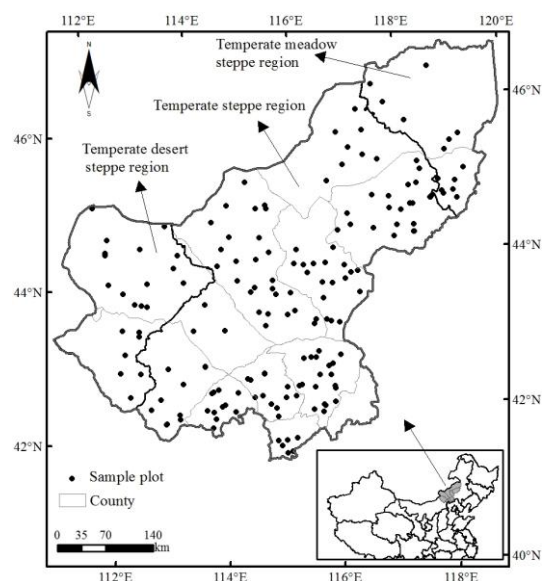 112°E 114°E 116°E 118°E 120°E
N
S
Temperate meadow
steppe region
Temperate steppe region
Temperate desert
steppe region
46°N
46°N
44°N
44°N
42°N
42°N
40°N
Sample plot
County
0 35 70 140
km
112°E 114°E 116°E 118°E